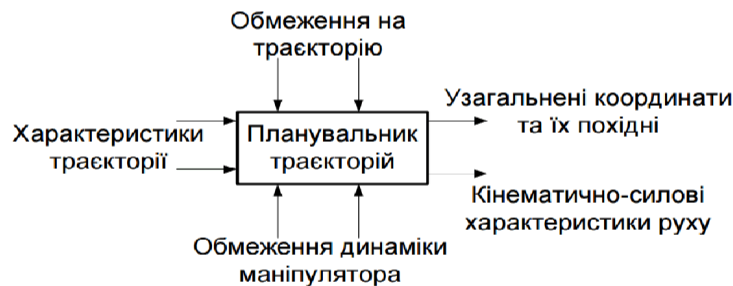 Обмеження на
траєкторію
Характеристики
траєкторії
Планувальник
траєкторій
Узагальнені координати
та їх похідні
Кінематично-силові
характеристики руху
Обмеження динаміки
маніпулятора